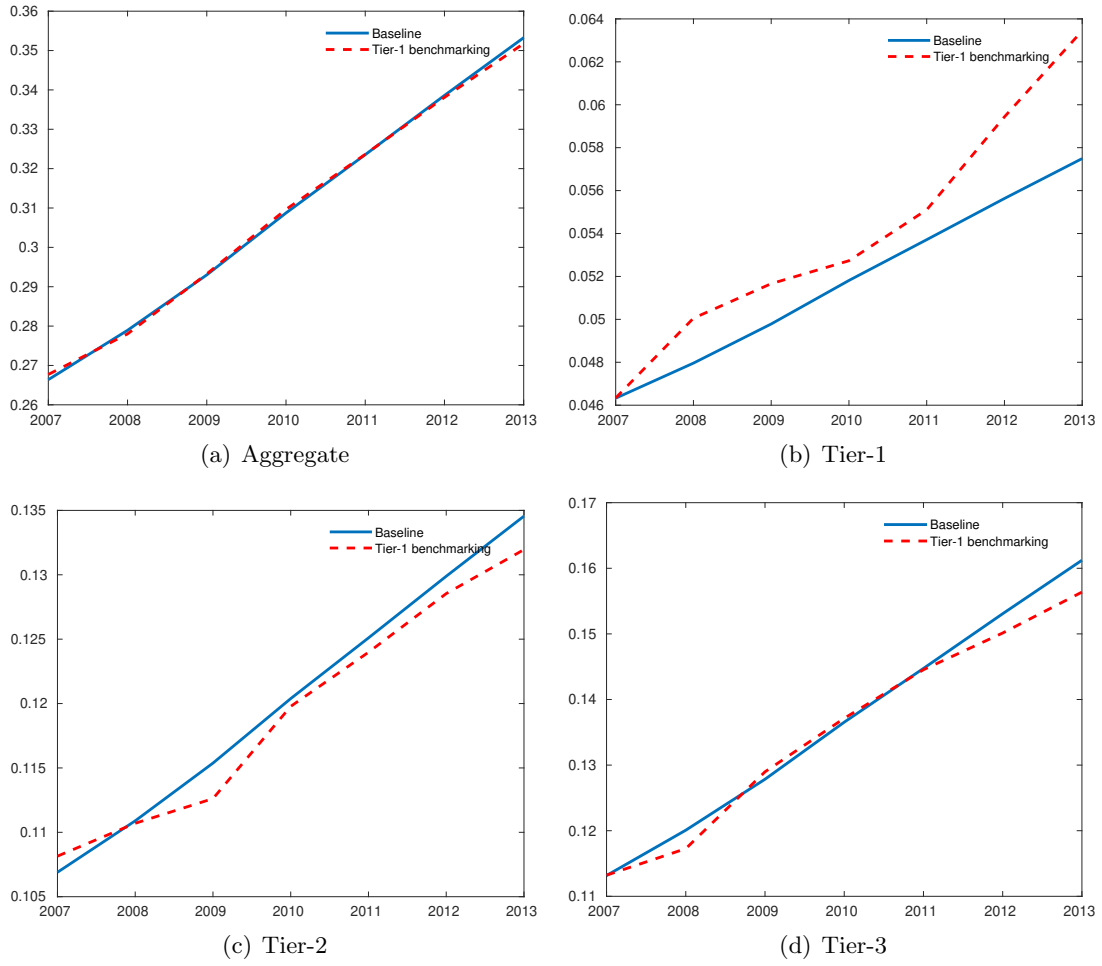 0.36
0.35
0.34
0.33
0.32
0.31
0.3
0.29
0.28
0.27
0.26
2007 2008 2009 2010 2011 2012 2013
Baseline
Tier-1 benchmarking
(a) Aggregate
0.064
0.062
0.06
0.058
0.056
0.054
0.052
0.05
0.048
0.046
2007 2008 2009 2010 2011 2012 2013
Baseline
Tier-1 benchmarking
(b) Tier-1
0.135
0.13
0.125
0.12
0.115
0.11
0.105
2007 2008 2009 2010 2011 2012 2013
Baseline
Tier-1 benchmarking
(c) Tier-2
0.17
0.16
0.15
0.14
0.13
0.12
0.11
2007 2008 2009 2010 2011 2012 2013
Baseline
Tier-1 benchmarking
(d) Tier-3